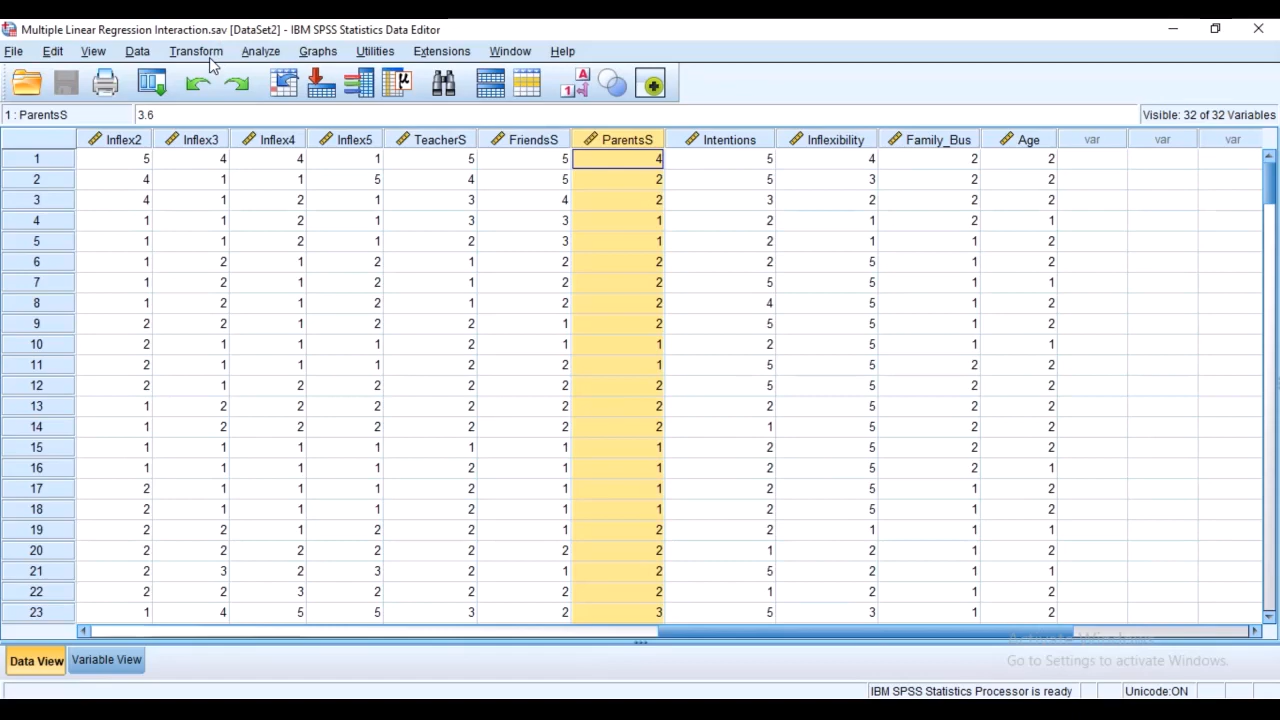 Multiple Linear Regression Interaction.sav [DataSet2] - IBM SPSS Statistics Data Editor
File Edit View Data Transform Analyze Graphs Utilities Extensions Window Help
1 : ParentsS 3.6 Visible: 32 of 32 Variables
Inflex2 Inflex3 Inflex4 Inflex5 TeacherS FriendsS ParentsS Intentions Inflexibility Family_Bus Age var var var
1 5 4 4 1 5 5 4 5 4 2 2
2 4 1 1 5 4 5 2 5 3 2 2
3 4 1 2 1 3 4 2 3 2 2 2
4 1 1 2 1 3 3 1 2 1 2 1
5 1 1 2 1 2 3 1 2 1 1 2
6 1 2 1 2 1 2 2 2 5 1 2
7 1 2 1 2 1 2 2 5 5 1 1
8 1 2 1 2 1 2 2 4 5 1 2
9 2 2 1 2 2 1 2 5 5 1 2
10 2 1 1 1 2 1 1 2 5 1 1
11 2 1 1 1 2 2 1 5 5 2 2
12 2 1 2 2 2 2 2 5 5 2 2
13 1 2 2 2 2 2 2 2 5 2 2
14 1 2 2 2 2 2 2 1 5 2 2
15 1 1 1 1 1 1 1 2 5 2 2
16 1 1 1 1 2 1 1 2 5 2 1
17 2 1 1 1 2 1 1 2 5 1 2
18 2 1 1 1 2 1 1 2 5 1 2
19 2 2 1 2 2 1 2 2 1 1 1
20 2 2 2 2 2 2 2 1 2 1 2
21 2 3 2 3 2 1 2 5 2 1 1
22 2 2 3 2 2 2 2 1 2 1 2
23 1 4 5 5 3 2 3 5 3 1 2
Activate Windows
Go to Settings to activate Windows.
Data View Variable View
IBM SPSS Statistics Processor is ready Unicode:ON